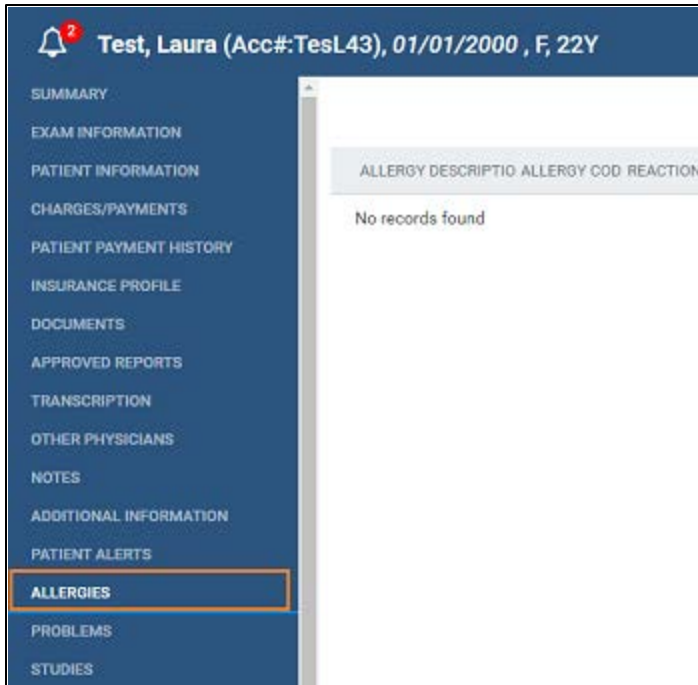 2
Test, Laura (Acc#:TesL43), 01/01/2000 , F, 22Y
SUMMARY
EXAM INFORMATION
PATIENT INFORMATION
CHARGES/PAYMENTS
PATIENT PAYMENT HISTORY
INSURANCE PROFILE
DOCUMENTS
APPROVED REPORTS
TRANSCRIPTION
OTHER PHYSICIANS
NOTES
ADDITIONAL INFORMATION
PATIENT ALERTS
ALLERGIES
PROBLEMS
STUDIES
ALLERGY DESCRIPTIO ALLERGY COD REACTION
No records found